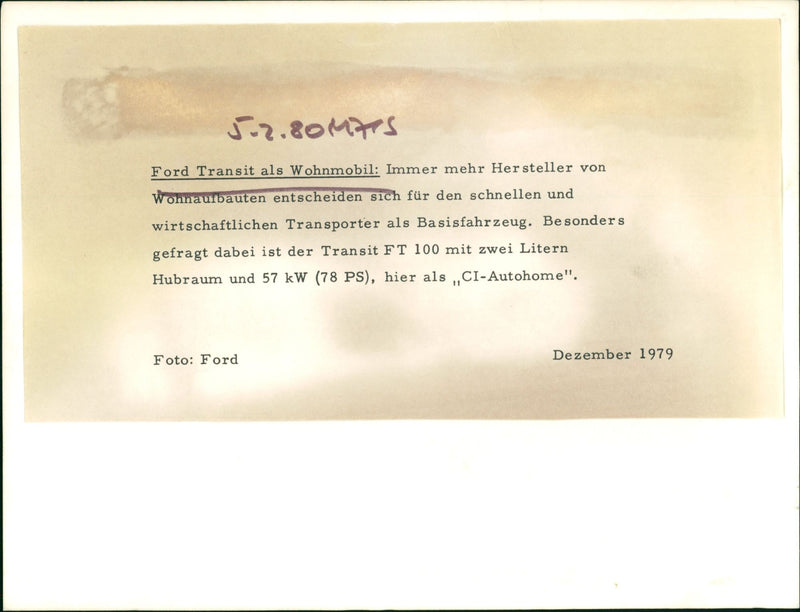 5.2.80
Ford Transit als Wohnmobil: Immer mehr Hersteller von
Wohnaufbauten entscheiden sich für den schnellen und
wirtschaftlichen Transporter als Basisfahrzeug. Besonders
gefragt dabei ist der Transit FT 100 mit zwei Litern
Hubraum und 57 kW (78 PS), hier als „CI-Autohome".
Foto: Ford
Dezember 1979